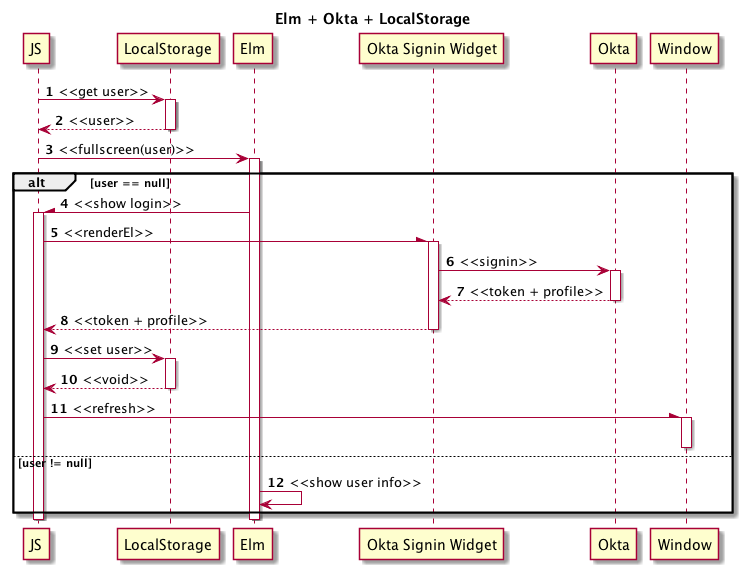 Elm + Okta + LocalStorage
JS LocalStorage Elm Okta Signin Widget Okta Window
1 <<get user>>
2 <<user>>
3 <<fullscreen(user)>>
alt [user == null]
4 <<show login>>
5 <<renderEl>>
6 <<signin>>
7 <<token + profile>>
8 <<token + profile>>
9 <<set user>>
10 <<void>>
11 <<refresh>>
[user != null]
12 <<show user info>>
JS LocalStorage Elm Okta Signin Widget Okta Window